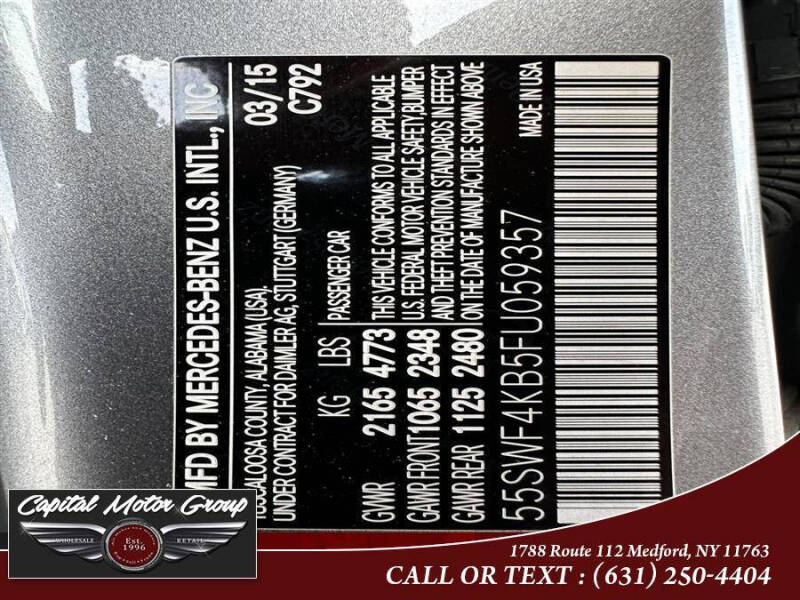 MFD BY MERCEDES-BENZ U.S. INTL., INC
TUSCALOOSA COUNTY, ALABAMA (USA), 03/15
UNDER CONTRACT FOR DAIMLER AG, STUTTGART (GERMANY) C792
KG LBS PASSENGER CAR
GWR 2165 4773 THIS VEHICLE CONFORMS TO ALL APPLICABLE
GAWR FRONT 1065 2348 U.S. FEDERAL MOTOR VEHICLE SAFETY, BUMPER
GAWR REAR 1125 2480 AND THEFT PREVENTION STANDARDS IN EFFECT
ON THE DATE OF MANUFACTURE SHOWN ABOVE
55SWF4KB5FU059357 MADE IN USA
Capital Motor Group
WHOLESALE Est. RETAIL
1996
1788 Route 112 Medford, NY 11763
CALL OR TEXT : (631) 250-4404